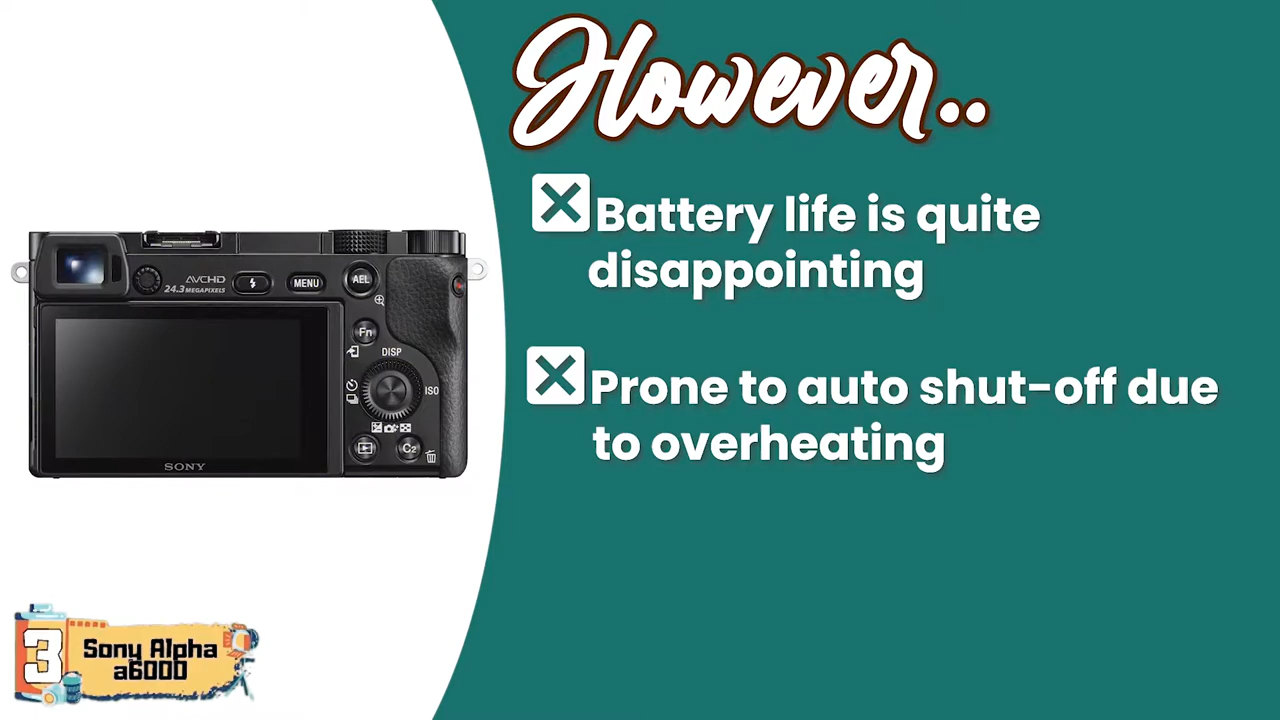 However..
Battery life is quite
disappointing
Prone to auto shut-off due
to overheating
AVCHD
24.3 MEGAPIXELS
MENU
AEL
Fn
DISP
ISO
C2
SONY
3
Sony Alpha
a6000